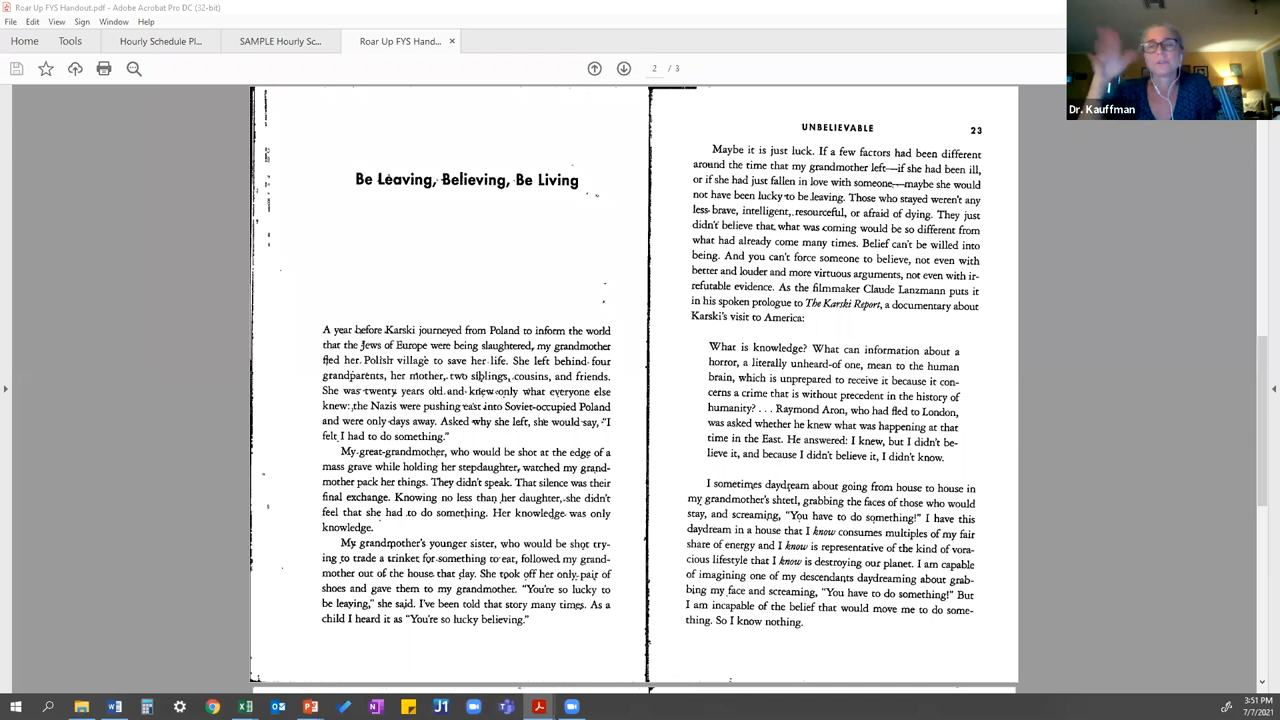 Roar Up FYS Handout.pdf - Adobe Acrobat Pro DC (32-bit)
File Edit View Sign Window Help
Home Tools Hourly Schedule Pl... SAMPLE Hourly Sc... Roar Up FYS Hand... ×
2 / 3
Dr. Kauffman
Be Leaving, Believing, Be Living
A year before Karski journeyed from Poland to inform the world
that the Jews of Europe were being slaughtered, my grandmother
fled her Polish village to save her life. She left behind four
grandparents, her mother, two siblings, cousins, and friends.
She was twenty years old and knew only what everyone else
knew: the Nazis were pushing east into Soviet-occupied Poland
and were only days away. Asked why she left, she would say, “I
felt I had to do something.”
My great-grandmother, who would be shot at the edge of a
mass grave while holding her stepdaughter, watched my grand-
mother pack her things. They didn't speak. That silence was their
final exchange. Knowing no less than her daughter, she didn't
feel that she had to do something. Her knowledge was only
knowledge.
My grandmother's younger sister, who would be shot try-
ing to trade a trinket for something to eat, followed my grand-
mother out of the house that day. She took off her only pair of
shoes and gave them to my grandmother. “You're so lucky to
be leaving,” she said. I've been told that story many times. As a
child I heard it as “You're so lucky believing.”
UNBELIEVABLE 23
Maybe it is just luck. If a few factors had been different
around the time that my grandmother left—if she had been ill,
or if she had just fallen in love with someone—maybe she would
not have been lucky to be leaving. Those who stayed weren't any
less brave, intelligent, resourceful, or afraid of dying. They just
didn't believe that what was coming would be so different from
what had already come many times. Belief can't be willed into
being. And you can't force someone to believe, not even with
better and louder and more virtuous arguments, not even with ir-
refutable evidence. As the filmmaker Claude Lanzmann puts it
in his spoken prologue to The Karski Report, a documentary about
Karski's visit to America:
What is knowledge? What can information about a
horror, a literally unheard-of one, mean to the human
brain, which is unprepared to receive it because it con-
cerns a crime that is without precedent in the history of
humanity? . . . Raymond Aron, who had fled to London,
was asked whether he knew what was happening at that
time in the East. He answered: I knew, but I didn't be-
lieve it, and because I didn't believe it, I didn't know.
I sometimes daydream about going from house to house in
my grandmother's shtetl, grabbing the faces of those who would
stay, and screaming, “You have to do something!” I have this
daydream in a house that I know consumes multiples of my fair
share of energy and I know is representative of the kind of vora-
cious lifestyle that I know is destroying our planet. I am capable
of imagining one of my descendants daydreaming about grab-
bing my face and screaming, “You have to do something!” But
I am incapable of the belief that would move me to do some-
thing. So I know nothing.
3:51 PM
7/7/2021